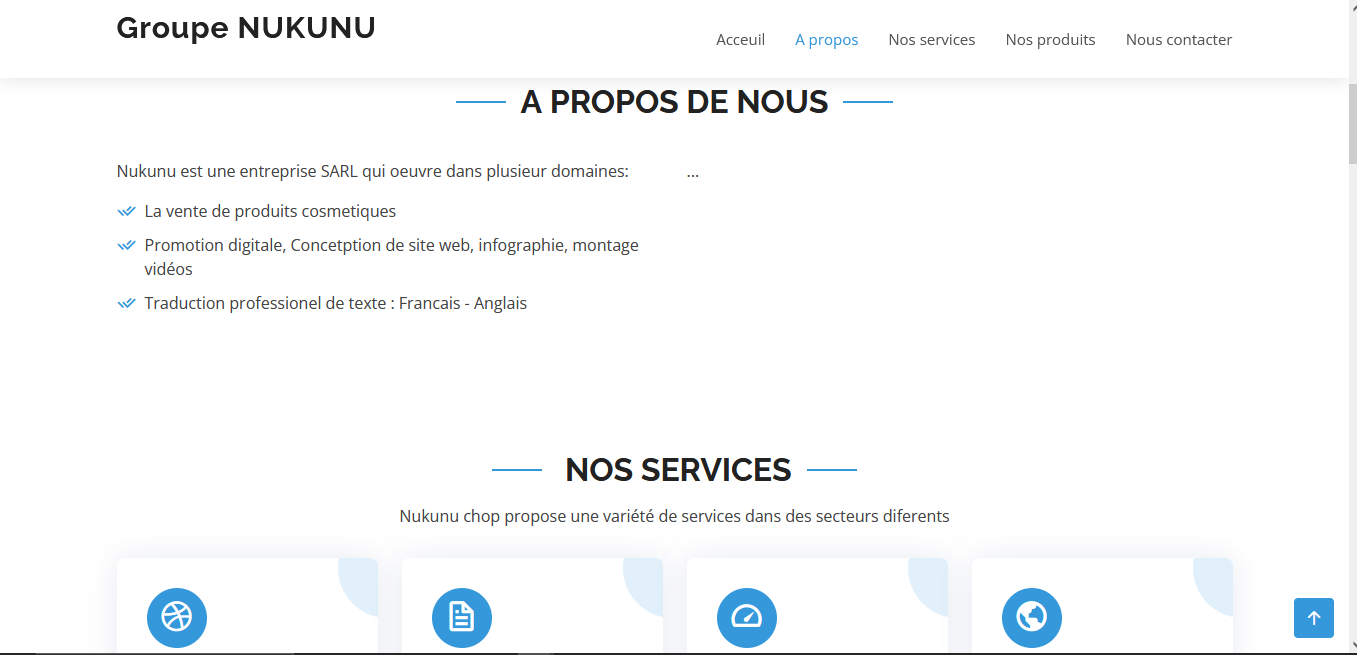 Groupe NUKUNU
Acceuil A propos Nos services Nos produits Nous contacter
A PROPOS DE NOUS
Nukunu est une entreprise SARL qui oeuvre dans plusieur domaines:
...
La vente de produits cosmetiques
Promotion digitale, Concetption de site web, infographie, montage
vidéos
Traduction professionel de texte : Francais - Anglais
NOS SERVICES
Nukunu chop propose une variété de services dans des secteurs diferents